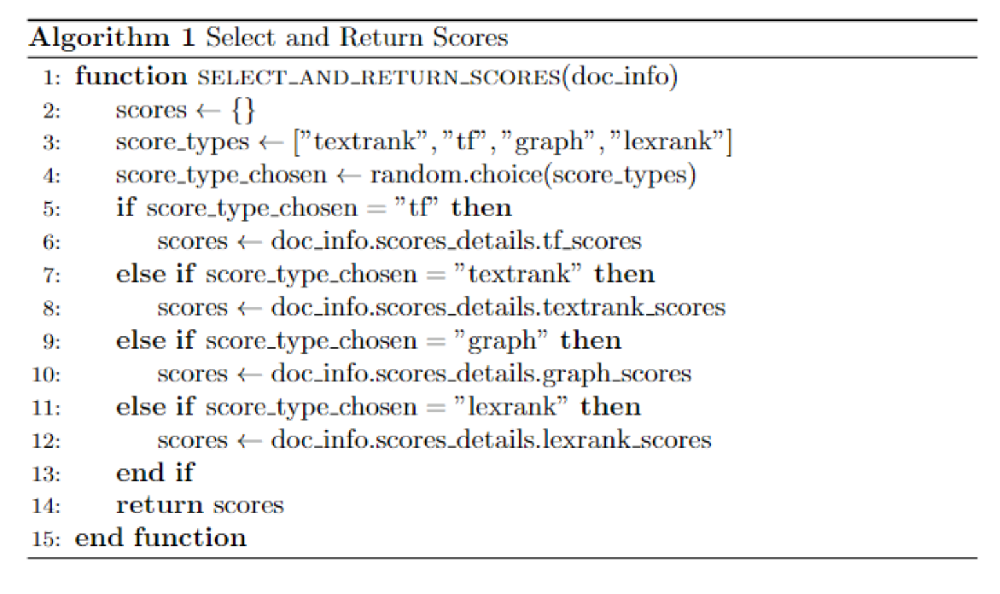 Algorithm 1 Select and Return Scores
1: function SELECT_AND_RETURN_SCORES(doc_info)
2: scores ← {}
3: score_types ← [”textrank”, ”tf”, ”graph”, ”lexrank”]
4: score_type_chosen ← random.choice(score_types)
5: if score_type_chosen = ”tf” then
6: scores ← doc_info.scores_details.tf_scores
7: else if score_type_chosen = ”textrank” then
8: scores ← doc_info.scores_details.textrank_scores
9: else if score_type_chosen = ”graph” then
10: scores ← doc_info.scores_details.graph_scores
11: else if score_type_chosen = ”lexrank” then
12: scores ← doc_info.scores_details.lexrank_scores
13: end if
14: return scores
15: end function